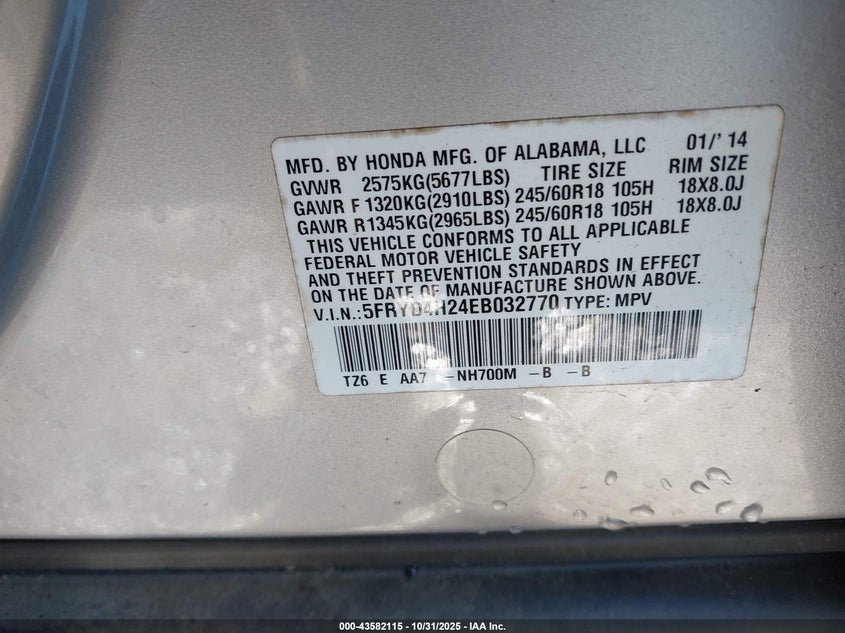 MFD. BY HONDA MFG. OF ALABAMA, LLC 01/' 14
GVWR 2575KG(5677LBS) TIRE SIZE RIM SIZE
GAWR F 1320KG(2910LBS) 245/60R18 105H 18X8.0J
GAWR R1345KG(2965LBS) 245/60R18 105H 18X8.0J
THIS VEHICLE CONFORMS TO ALL APPLICABLE
FEDERAL MOTOR VEHICLE SAFETY
AND THEFT PREVENTION STANDARDS IN EFFECT
ON THE DATE OF MANUFACTURE SHOWN ABOVE.
V.I.N.:5FRYD4H24EB032770 TYPE: MPV
TZ6 E AA7 -NH700M -B -B
000-43582115 - 10/31/2025 - IAA Inc.